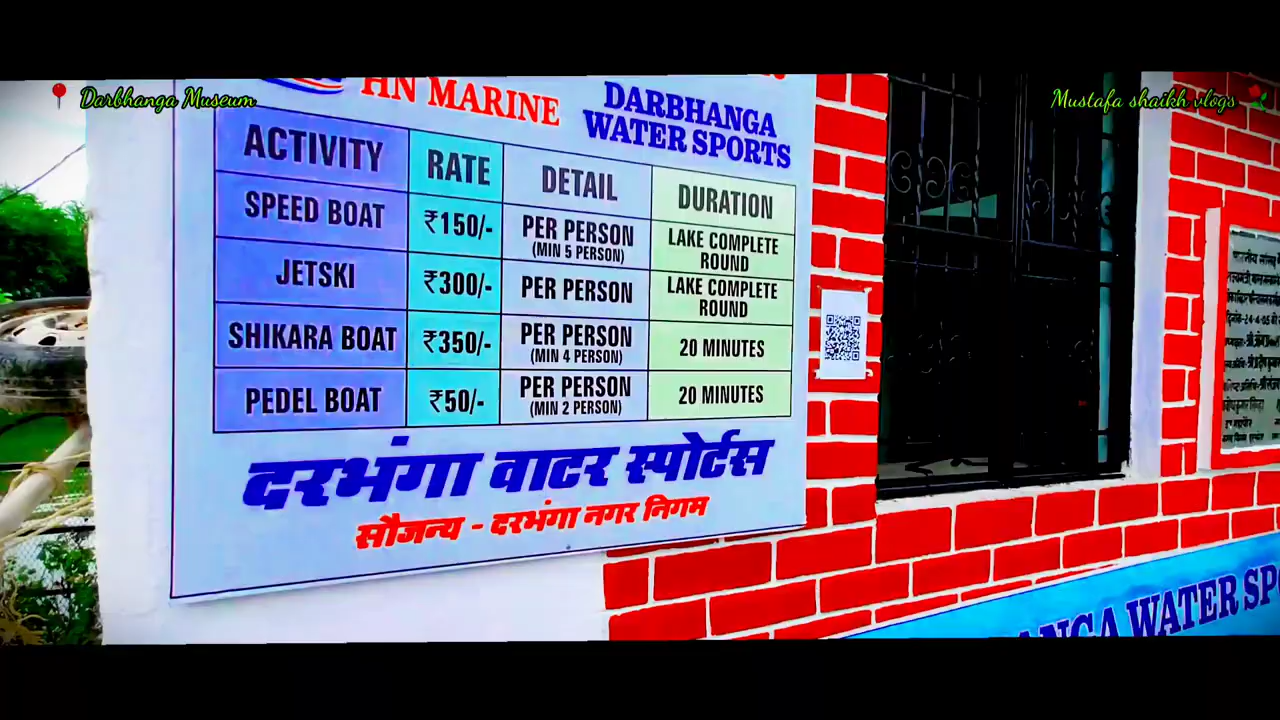 Darbhanga Museum
Mustafa shaikh vlogs
HN MARINE
DARBHANGA
WATER SPORTS
ACTIVITY RATE DETAIL DURATION
SPEED BOAT ₹150/- PER PERSON (MIN 5 PERSON) LAKE COMPLETE ROUND
JETSKI ₹300/- PER PERSON LAKE COMPLETE ROUND
SHIKARA BOAT ₹350/- PER PERSON (MIN 4 PERSON) 20 MINUTES
PEDEL BOAT ₹50/- PER PERSON (MIN 2 PERSON) 20 MINUTES
दरभंगा वाटर स्पोर्टस
सौजन्य - दरभंगा नगर निगम
WATER